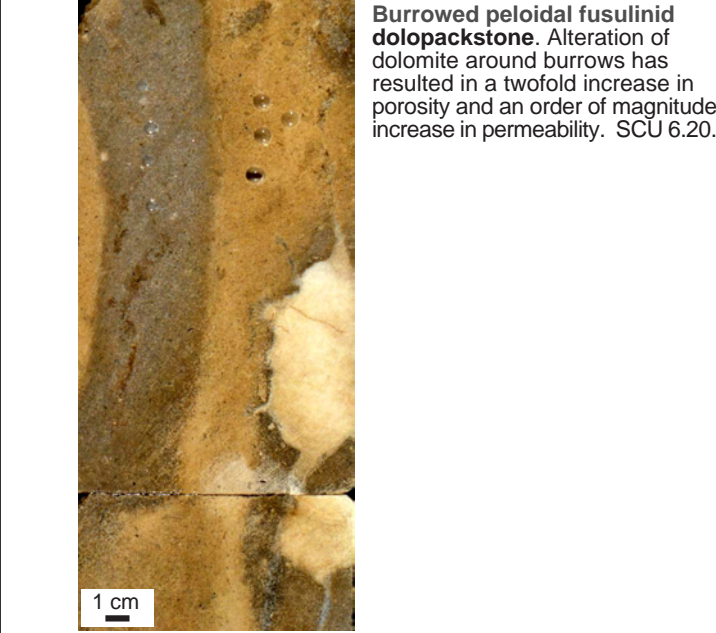 Burrowed peloidal fusulinid
dolopackstone. Alteration of
dolomite around burrows has
resulted in a twofold increase in
porosity and an order of magnitude
increase in permeability. SCU 6.20.
1 cm